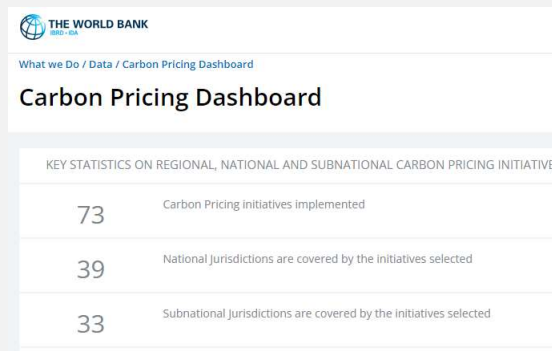 THE WORLD BANK
IBRD • IDA
What we Do / Data / Carbon Pricing Dashboard
Carbon Pricing Dashboard
KEY STATISTICS ON REGIONAL, NATIONAL AND SUBNATIONAL CARBON PRICING INITIATIVE
73 Carbon Pricing initiatives implemented
39 National Jurisdictions are covered by the initiatives selected
33 Subnational Jurisdictions are covered by the initiatives selected